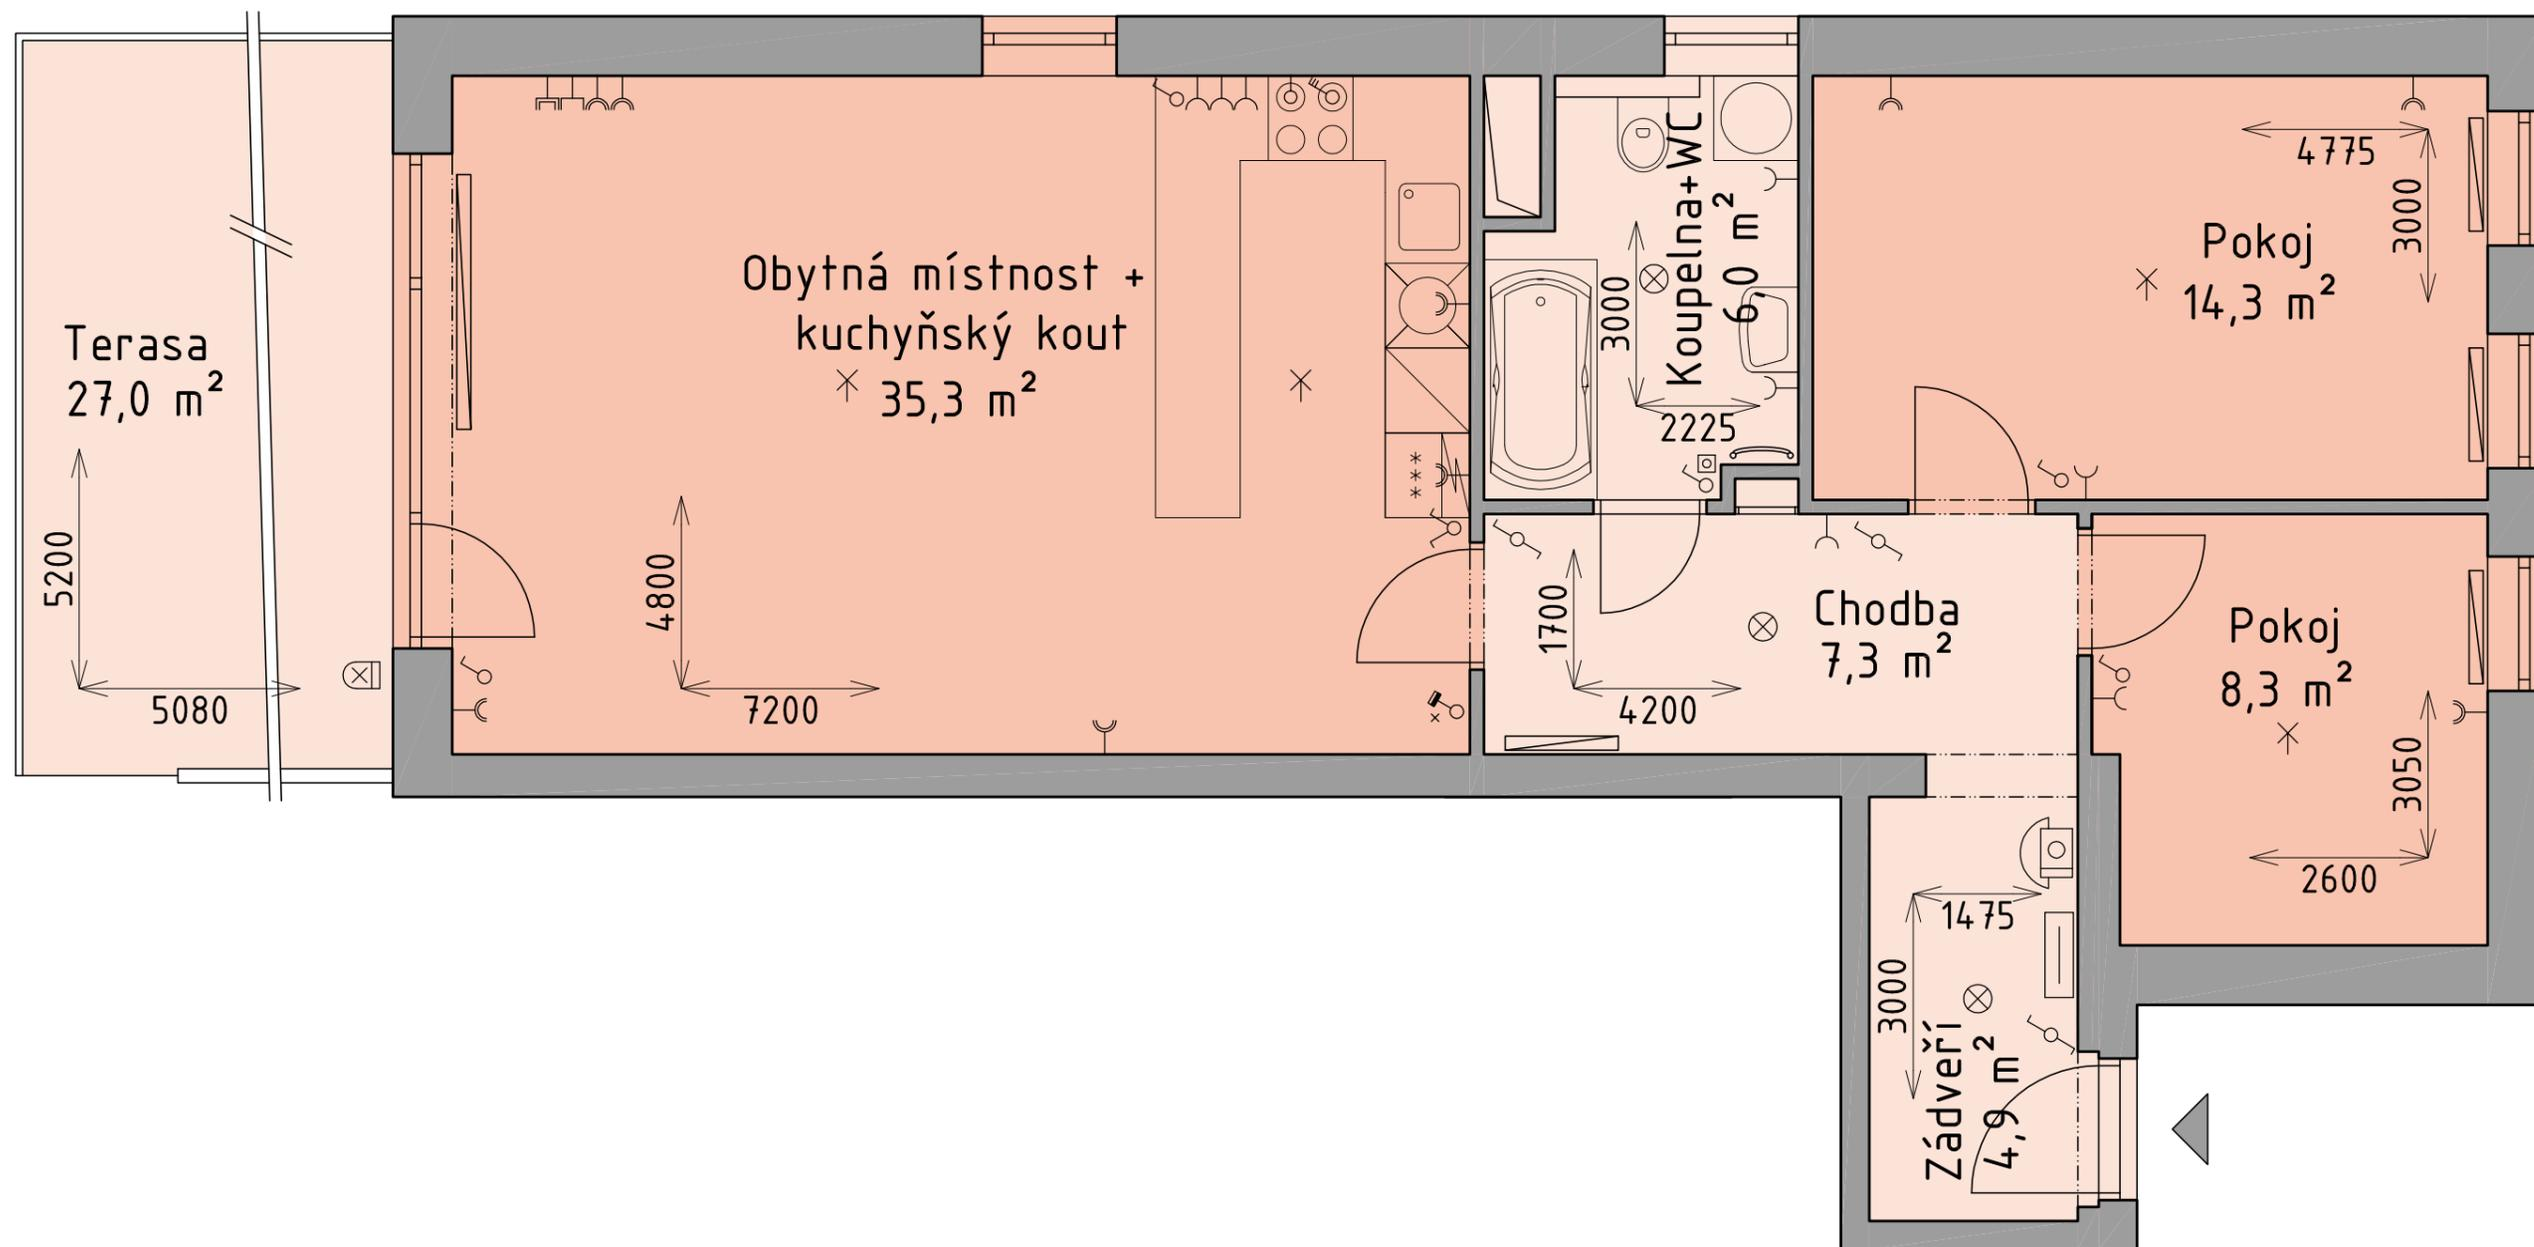 Terasa
27,0 m²
5200
5080
Obytná místnost +
kuchyňský kout
35,3 m²
4800
7200
Koupelna+WC
6,0 m²
3000
2225
Pokoj
14,3 m²
4775
3000
Chodba
7,3 m²
1700
4200
Pokoj
8,3 m²
3050
2600
Zádveří
4,9 m²
1475
3000